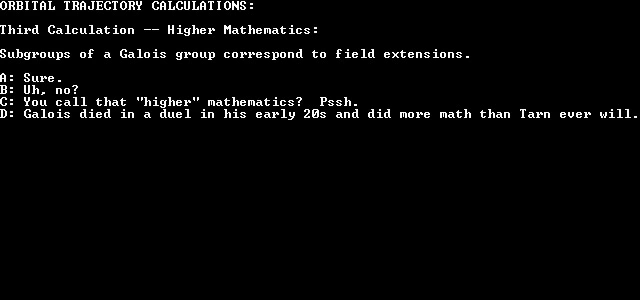 ORBITAL TRAJECTORY CALCULATIONS:
Third Calculation -- Higher Mathematics:
Subgroups of a Galois group correspond to field extensions.
A: Sure.
B: Uh, no?
C: You call that "higher" mathematics?  Pssh.
D: Galois died in a duel in his early 20s and did more math than Tarn ever will.